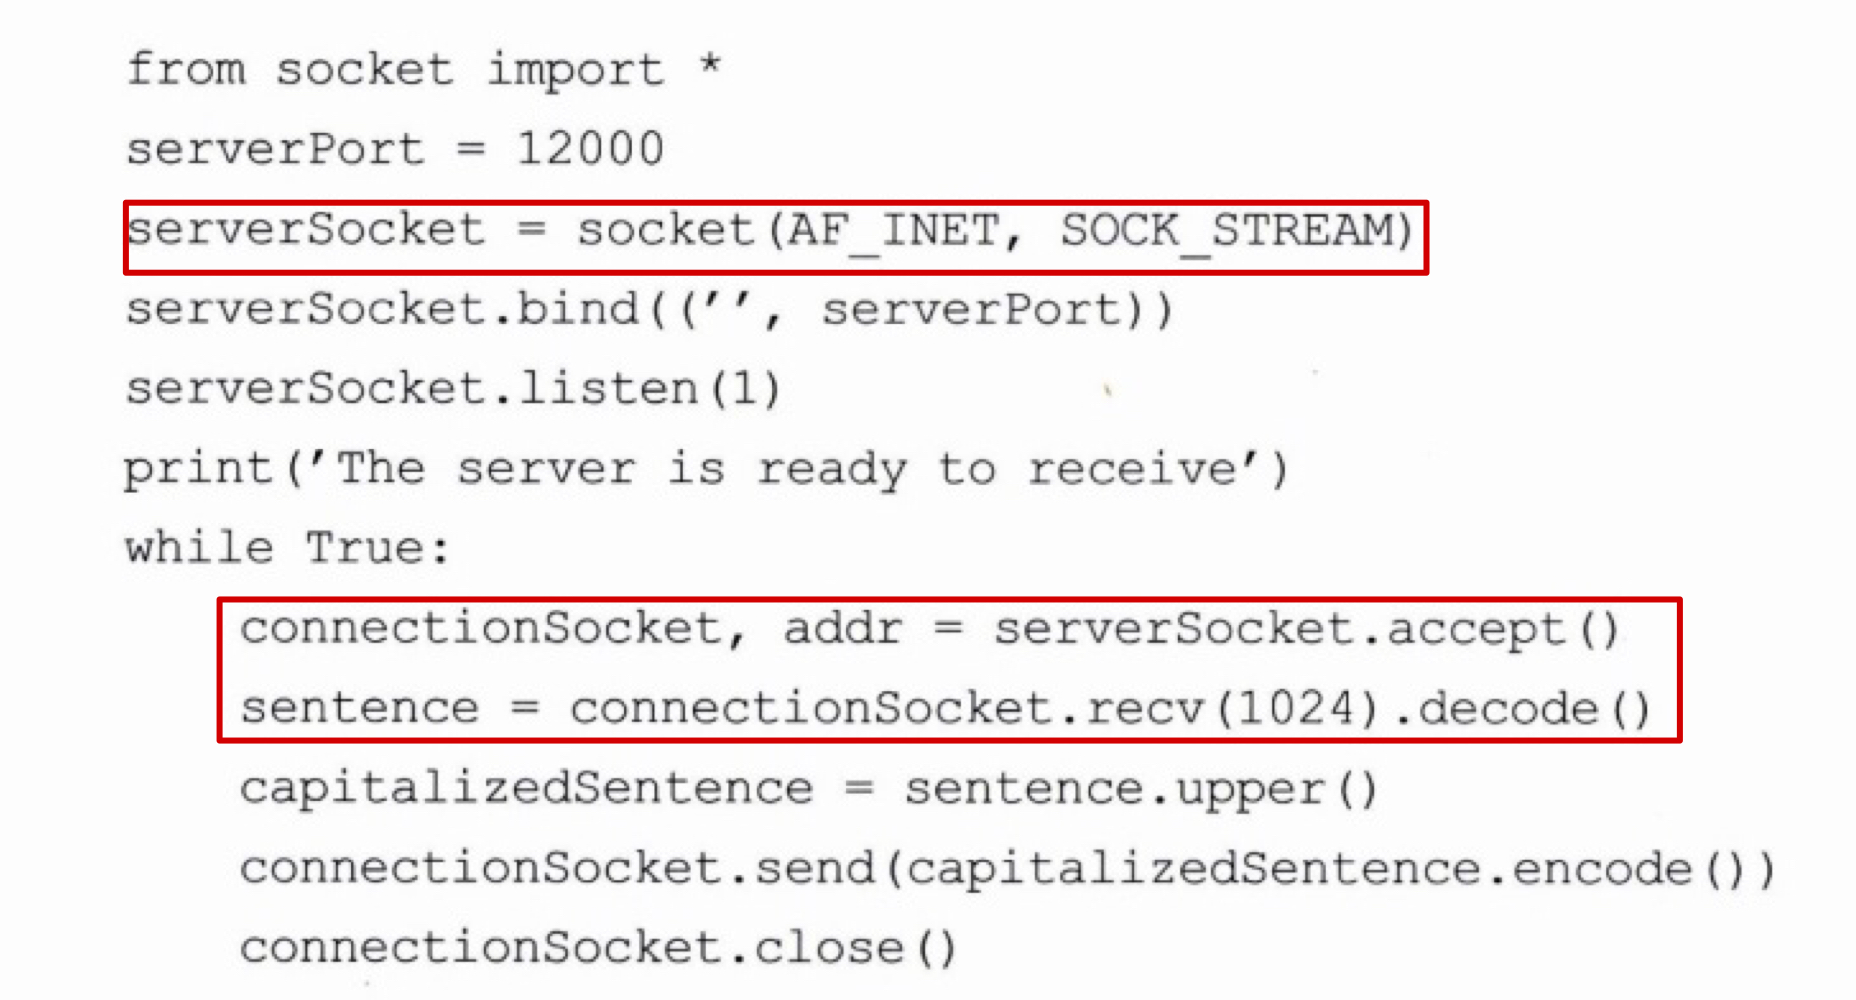 from socket import *
serverPort = 12000
serverSocket = socket(AF_INET, SOCK_STREAM)
serverSocket.bind(('', serverPort))
serverSocket.listen(1)
print('The server is ready to receive')
while True:
    connectionSocket, addr = serverSocket.accept()
    sentence = connectionSocket.recv(1024).decode()
    capitalizedSentence = sentence.upper()
    connectionSocket.send(capitalizedSentence.encode())
    connectionSocket.close()